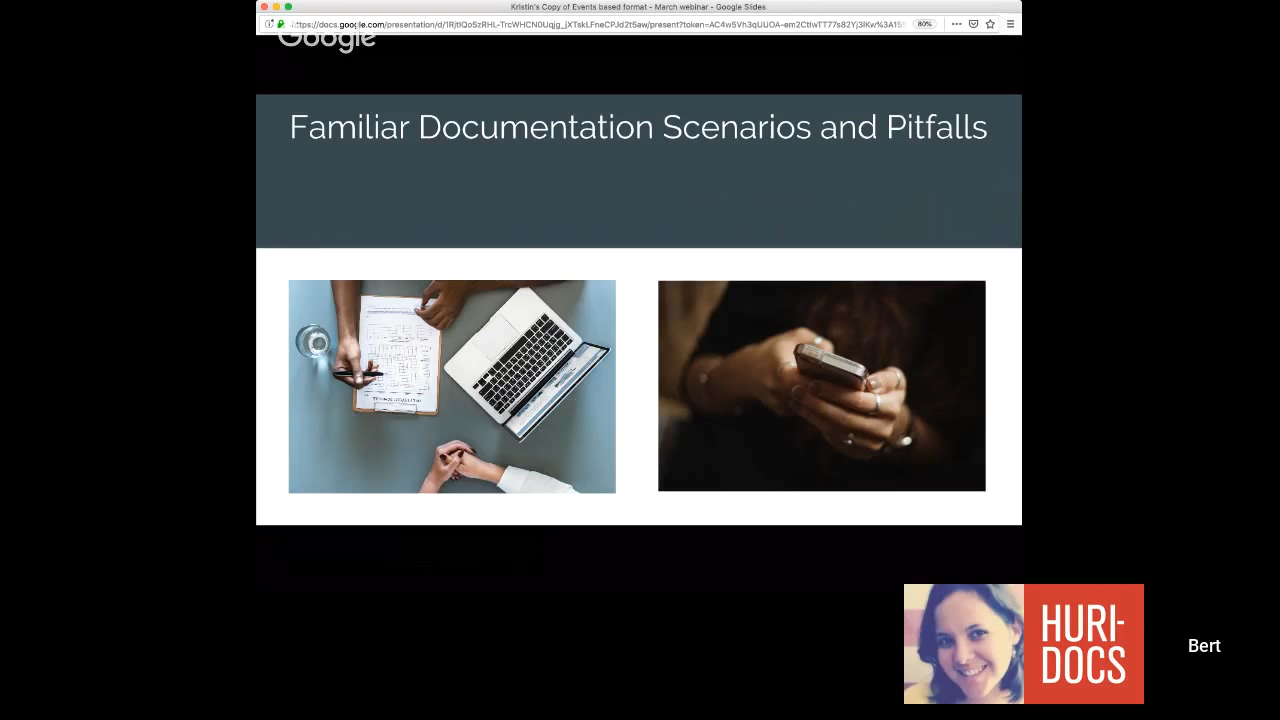 Kristin's Copy of Events based format - March webinar - Google Slides
80%
Google
Familiar Documentation Scenarios and Pitfalls
HURI-
DOCS
Bert